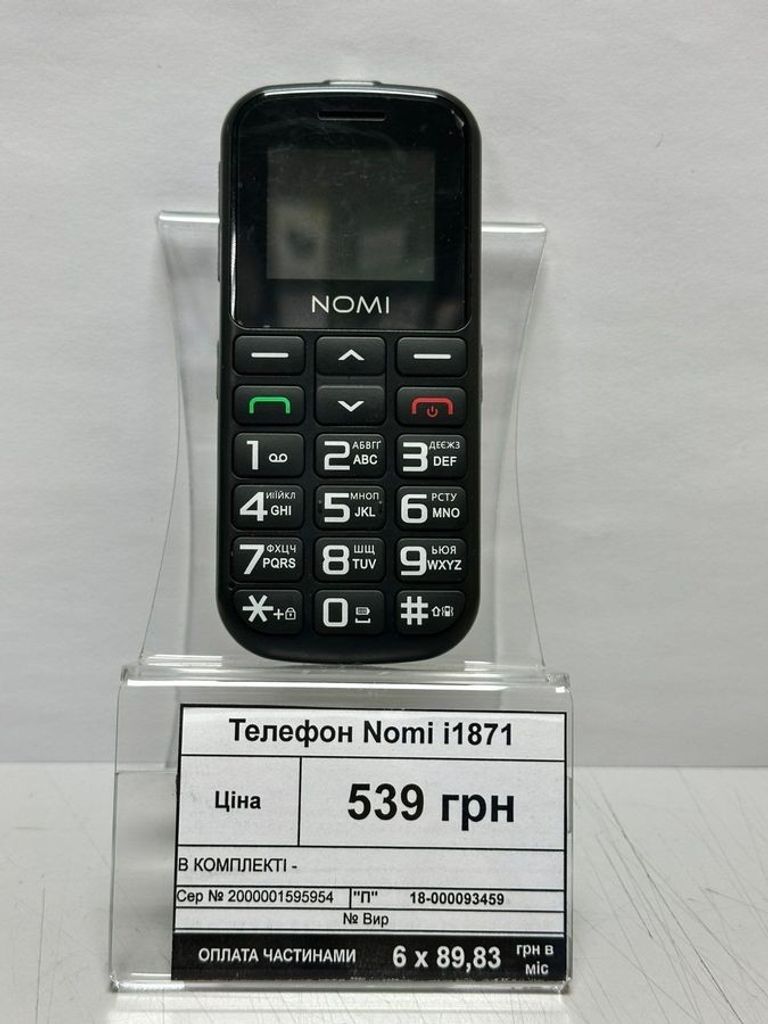 NOMI
1
2 АБВГҐ ABC
3 ДЕЄЖЗ DEF
4 ИІЇЙКЛ GHI
5 МНОП JKL
6 РСТУ MNO
7 ФХЦЧ PQRS
8 ШЩ TUV
9 ЬЮЯ WXYZ
*+
0
#
Телефон Nomi i1871
Ціна 539 грн
В КОМПЛЕКТІ -
Сер № 2000001595954 "П" 18-000093459
№ Вир
ОПЛАТА ЧАСТИНАМИ 6 x 89,83 грн в міс